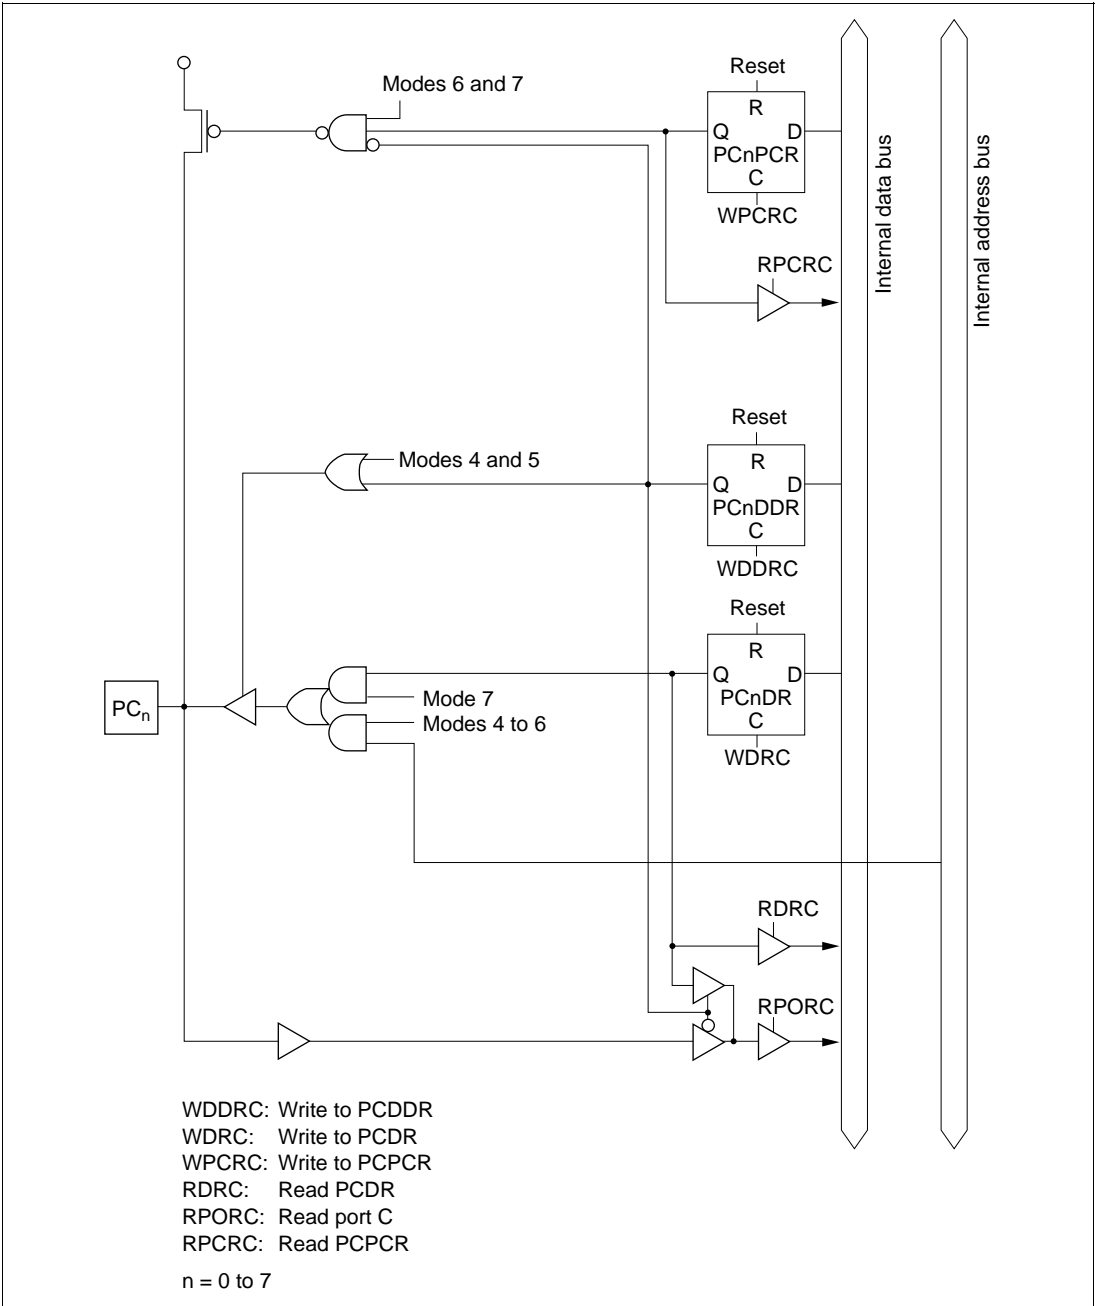 Modes 6 and 7
Reset
R
Q D
PCnPCR
C
WPCRC
RPCRC
Internal data bus
Internal address bus
Reset
R
Modes 4 and 5
Q D
PCnDDR
C
WDDRC
Reset
R
Q D
PCnDR
C
WDRC
Mode 7
Modes 4 to 6
PCn
RDRC
RPORC
WDDRC: Write to PCDDR
WDRC: Write to PCDR
WPCRC: Write to PCPCR
RDRC: Read PCDR
RPORC: Read port C
RPCRC: Read PCPCR
n = 0 to 7